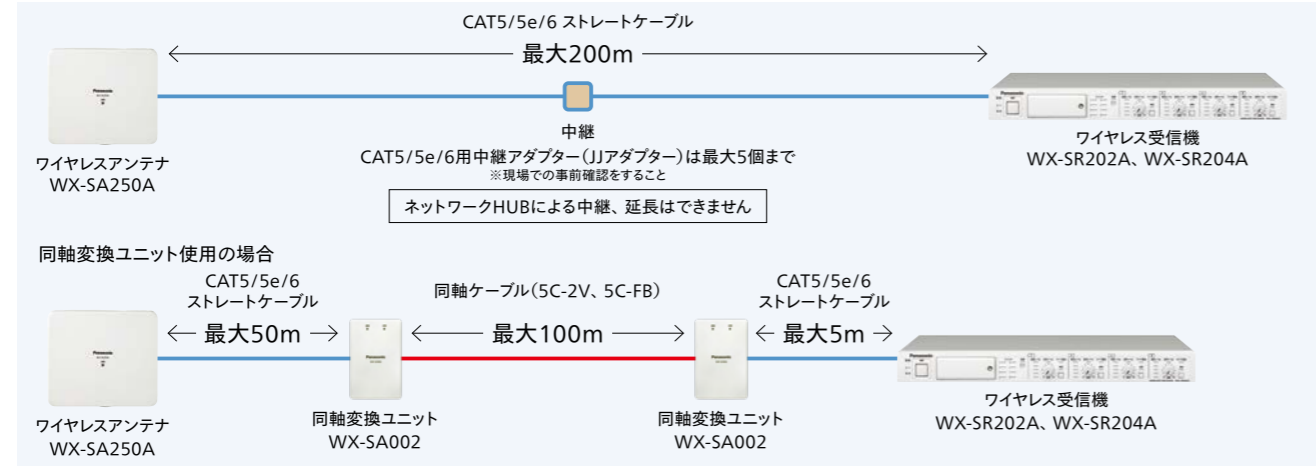 CAT5/5e/6 ストレートケーブル
最大200m
Panasonic
Panasonic
中継
ワイヤレスアンテナ
WX-SA250A
CAT5/5e/6用中継アダプター（JJアダプター）は最大5個まで
※現場での事前確認をすること
ネットワークHUBによる中継、延長はできません
ワイヤレス受信機
WX-SR202A、WX-SR204A
同軸変換ユニット使用の場合
CAT5/5e/6
ストレートケーブル
最大50m
同軸ケーブル（5C-2V、5C-FB）
最大100m
CAT5/5e/6
ストレートケーブル
最大5m
Panasonic
Panasonic
Panasonic
Panasonic
ワイヤレスアンテナ
WX-SA250A
同軸変換ユニット
WX-SA002
同軸変換ユニット
WX-SA002
ワイヤレス受信機
WX-SR202A、WX-SR204A